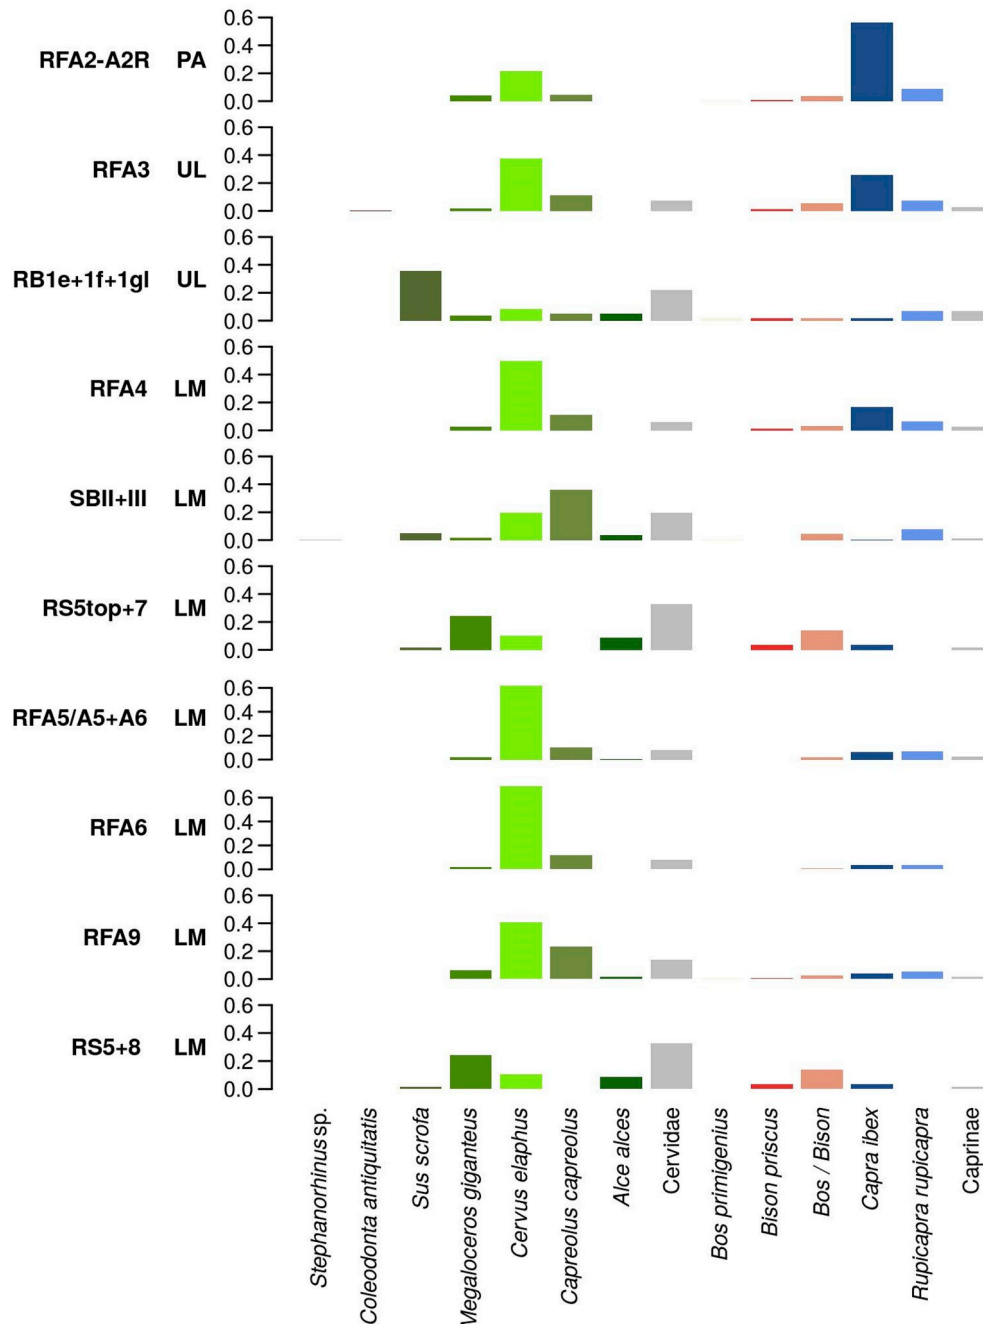 0.6
RFA2-A2R PA 0.4
0.2
0.0
0.6
RFA3 UL 0.4
0.2
0.0
0.6
RB1e+1f+1gl UL 0.4
0.2
0.0
0.6
RFA4 LM 0.4
0.2
0.0
0.6
SBII+III LM 0.4
0.2
0.0
0.6
RS5top+7 LM 0.4
0.2
0.0
0.6
RFA5/A5+A6 LM 0.4
0.2
0.0
0.6
RFA6 LM 0.4
0.2
0.0
0.6
RFA9 LM 0.4
0.2
0.0
0.6
RS5+8 LM 0.4
0.2
0.0
Stephanorhinus sp.
Coleodonta antiquitatis
Sus scrofa
Megaloceros giganteus
Cervus elaphus
Capreolus capreolus
Alce alces
Cervidae
Bos primigenius
Bison priscus
Bos / Bison
Capra ibex
Rupicapra rupicapra
Caprinae